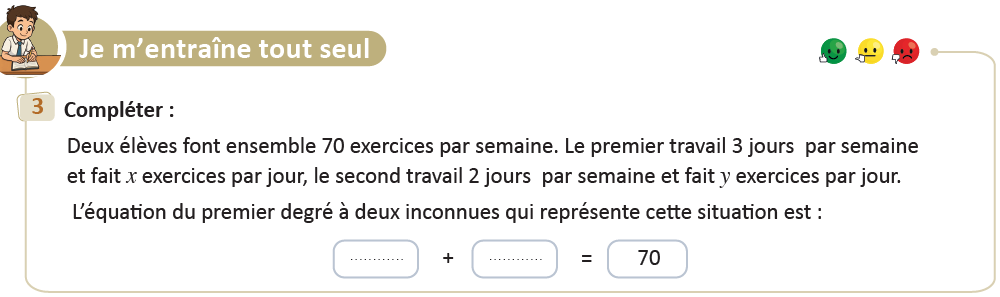 Je m’entraîne tout seul
3 Compléter :
Deux élèves font ensemble 70 exercices par semaine. Le premier travail 3 jours par semaine
et fait x exercices par jour, le second travail 2 jours par semaine et fait y exercices par jour.
L’équation du premier degré à deux inconnues qui représente cette situation est :
............ + ............ = 70